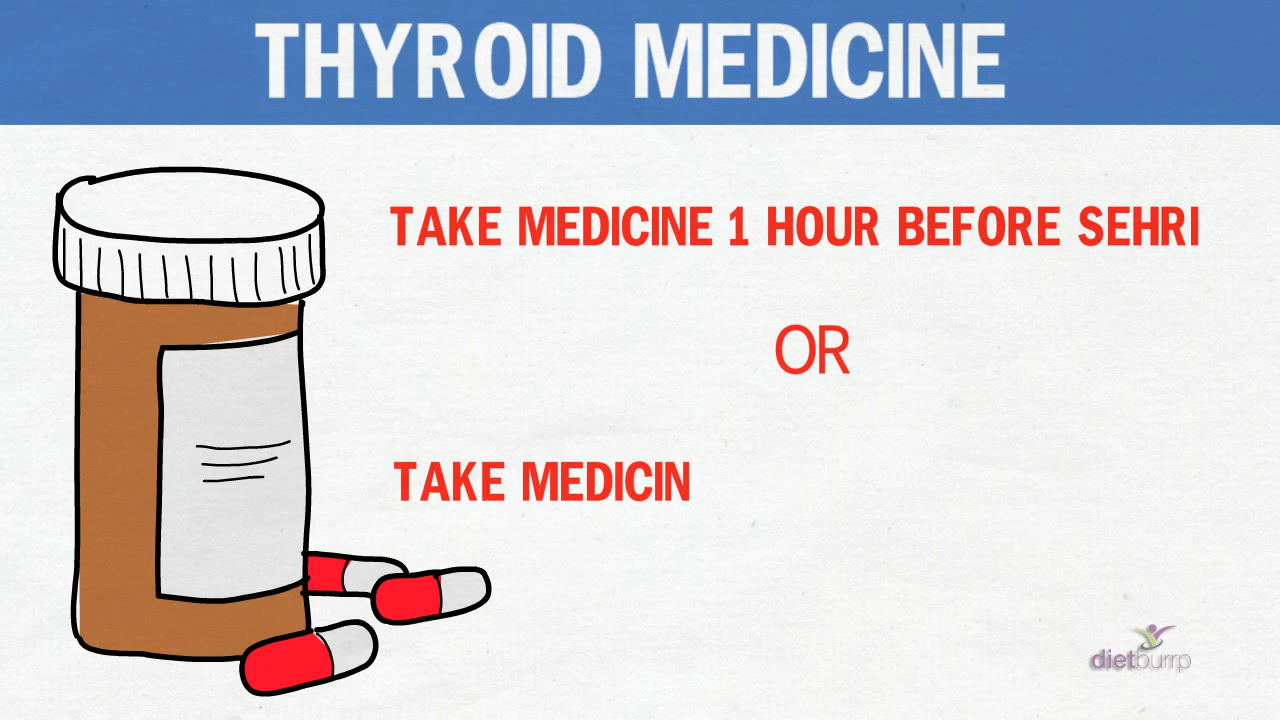 THYROID MEDICINE
TAKE MEDICINE 1 HOUR BEFORE SEHRI
OR
TAKE MEDICIN
dietburrp